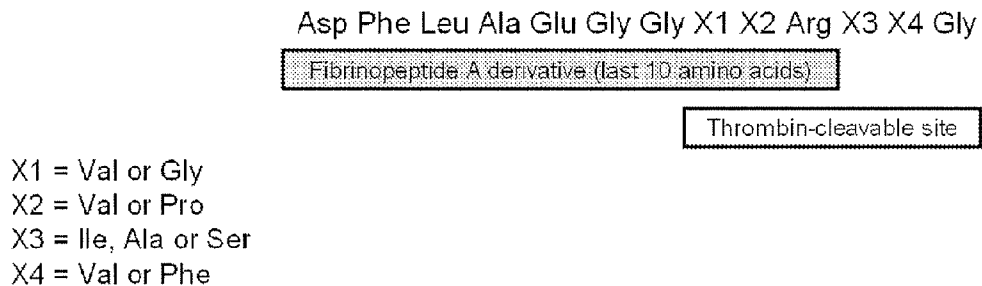 Asp Phe Leu Ala Glu Gly Gly X1 X2 Arg X3 X4 Gly
Fibrinopeptide A derivative (last 10 amino acids)
Thrombin-cleavable site
X1 = Val or Gly
X2 = Val or Pro
X3 = Ile, Ala or Ser
X4 = Val or Phe